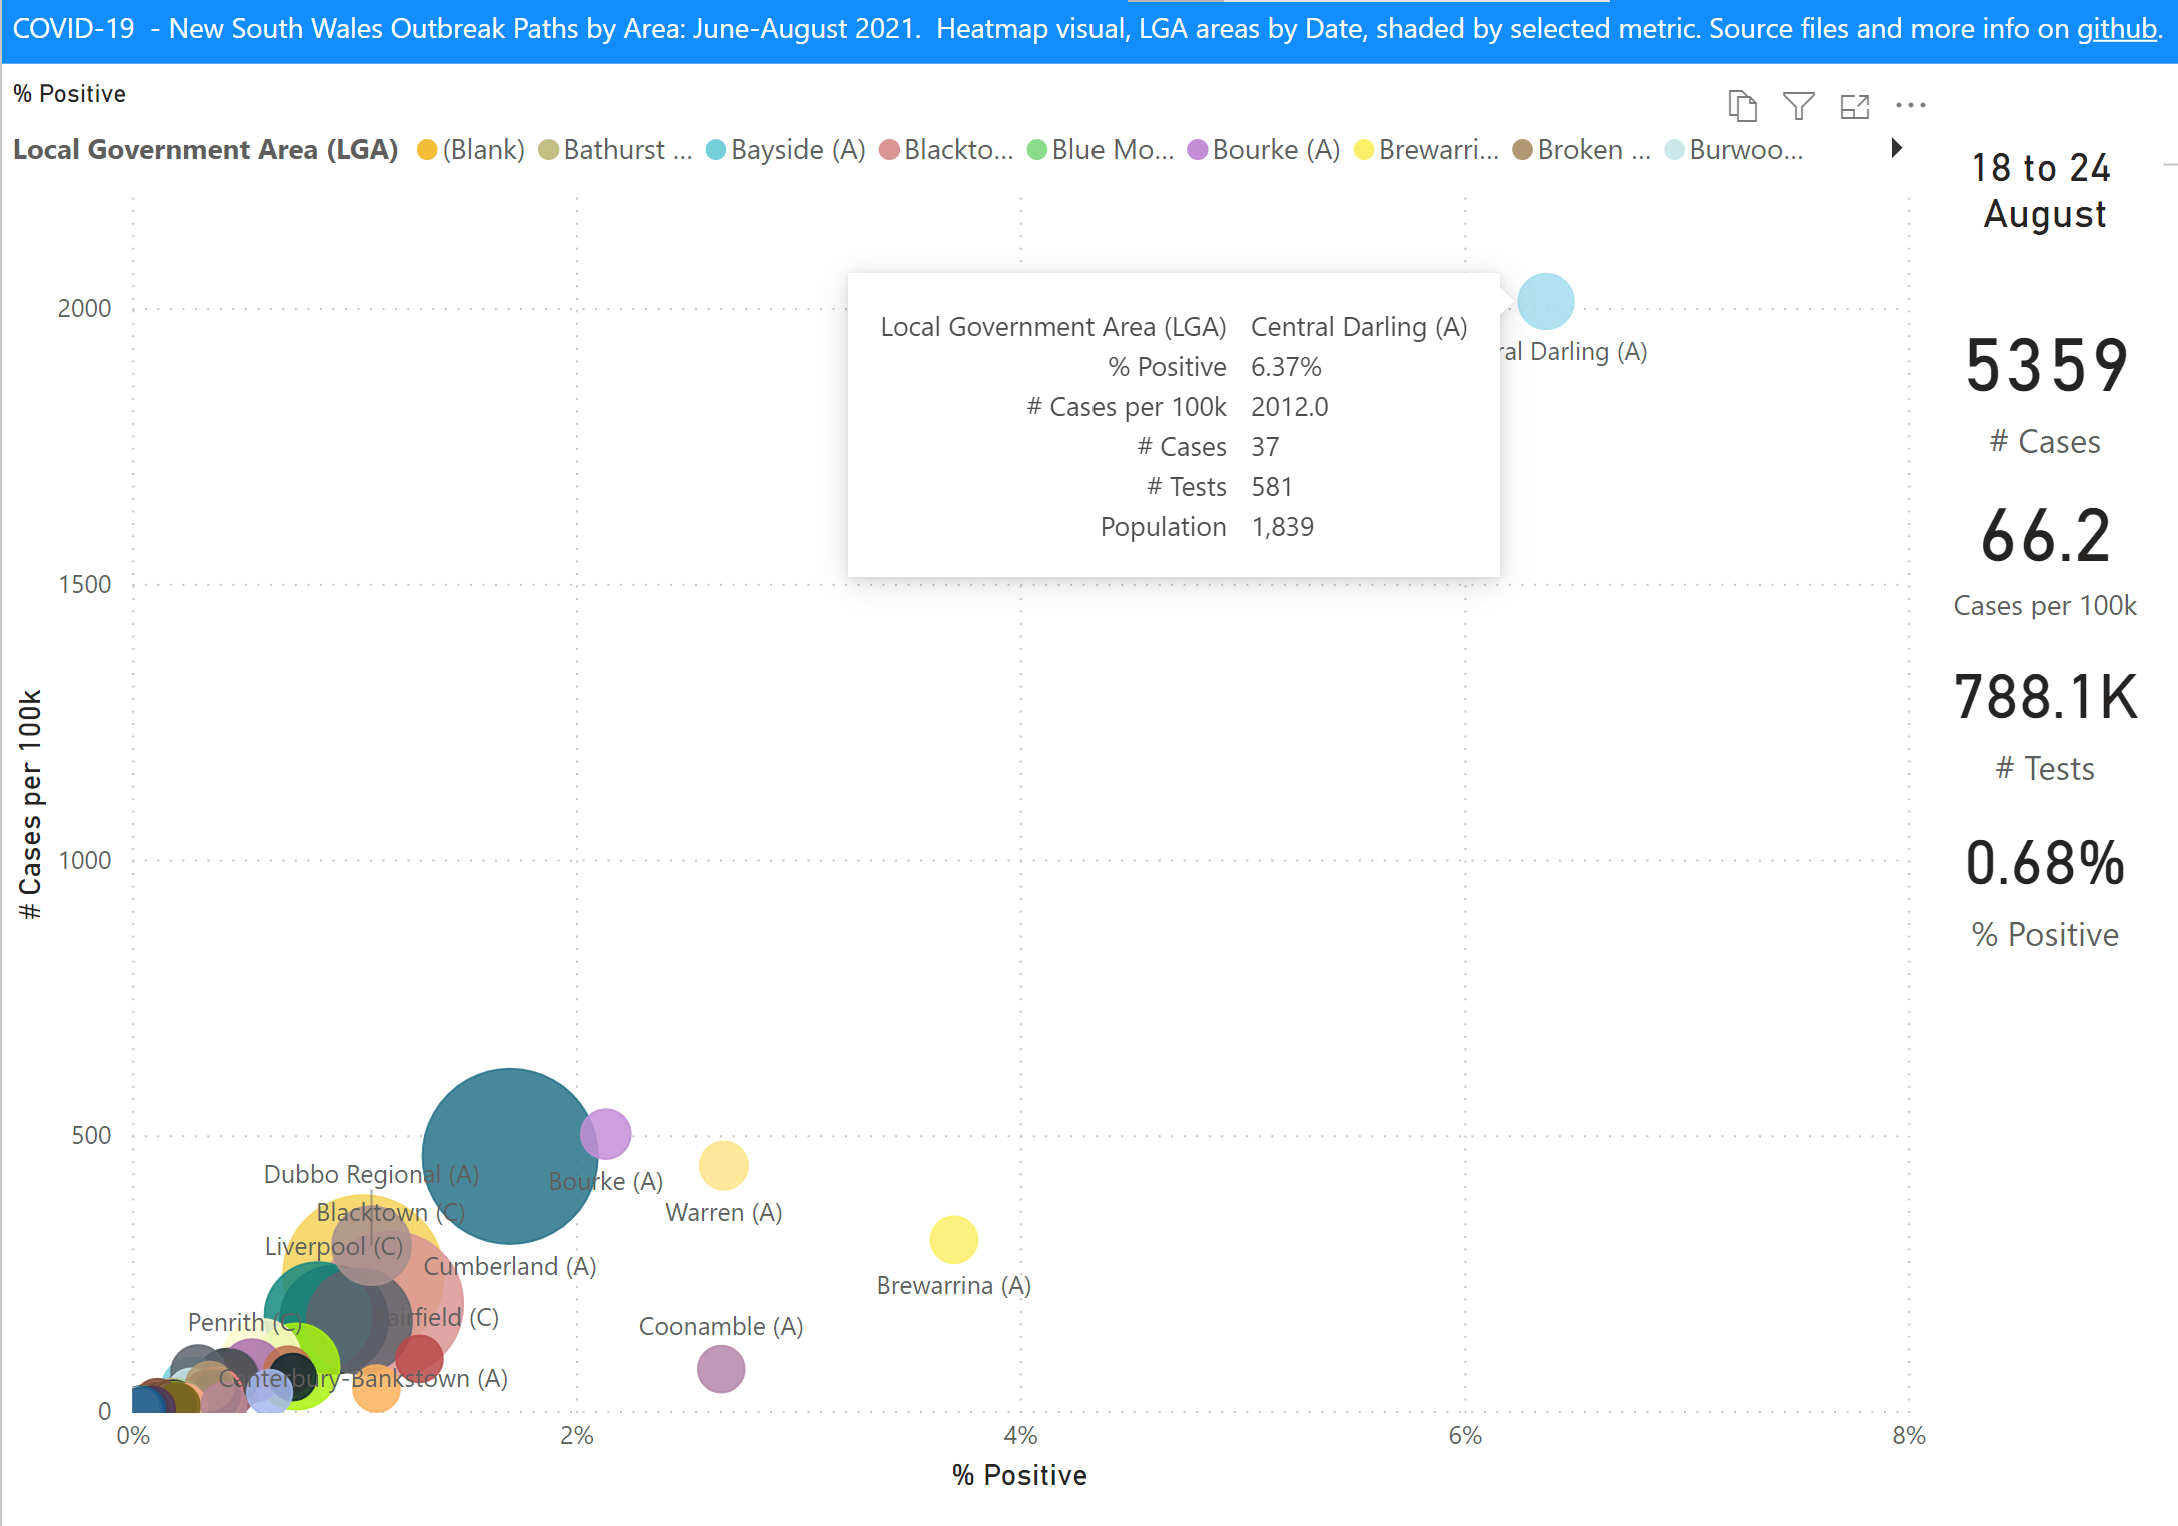 COVID-19  - New South Wales Outbreak Paths by Area: June-August 2021.  Heatmap visual, LGA areas by Date, shaded by selected metric. Source files and more info on github.
% Positive
Local Government Area (LGA) (Blank) Bathurst ... Bayside (A) Blackto... Blue Mo... Bourke (A) Brewarri... Broken ... Burwoo...
18 to 24
August
5359
# Cases
66.2
Cases per 100k
788.1K
# Tests
0.68%
% Positive
Local Government Area (LGA) Central Darling (A)
% Positive 6.37%
# Cases per 100k 2012.0
# Cases 37
# Tests 581
Population 1,839
ral Darling (A)
# Cases per 100k
2000
1500
1000
500
0
Dubbo Regional (A)
Bourke (A)
Blacktown (C)
Warren (A)
Liverpool (C)
Cumberland (A)
Brewarrina (A)
Penrith (C)
airfield (C)
Coonamble (A)
Canterbury-Bankstown (A)
0% 2% 4% 6% 8%
% Positive